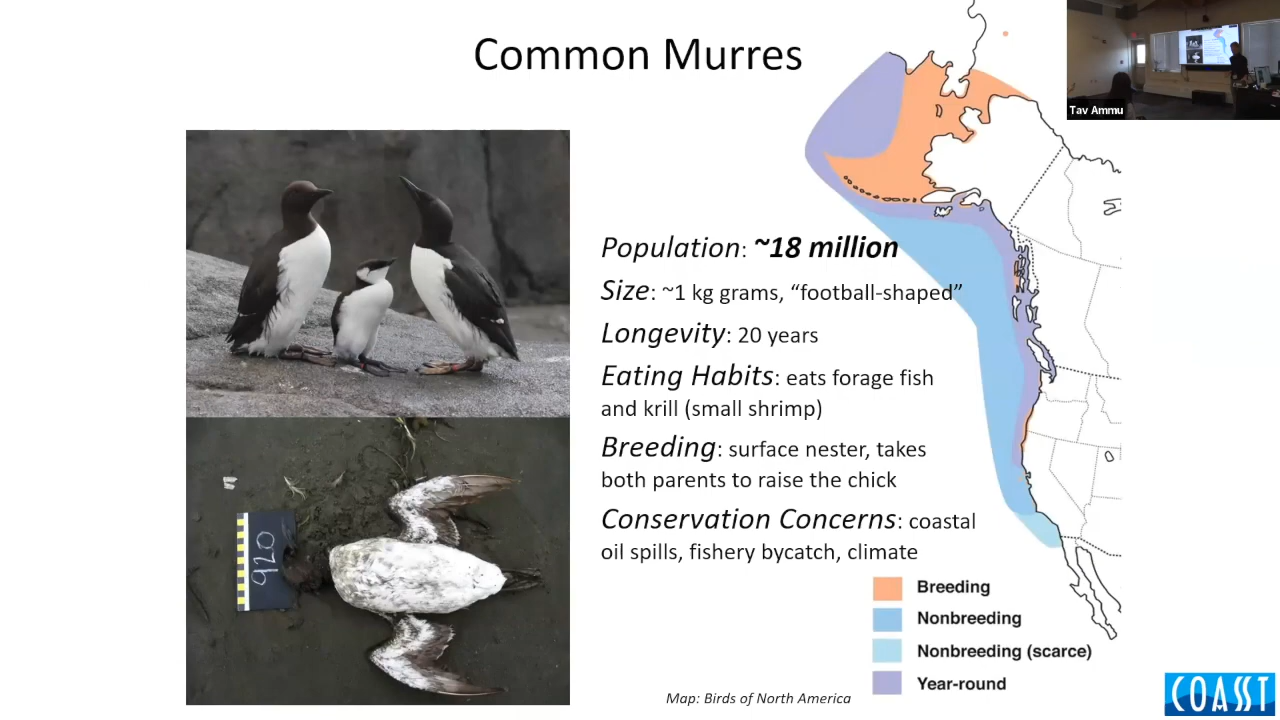 Common Murres
Tav Ammu
Population: ~18 million
Size: ~1 kg grams, “football-shaped”
Longevity: 20 years
Eating Habits: eats forage fish
and krill (small shrimp)
Breeding: surface nester, takes
both parents to raise the chick
Conservation Concerns: coastal
oil spills, fishery bycatch, climate
920
Breeding
Nonbreeding
Nonbreeding (scarce)
Year-round
Map: Birds of North America
COASST